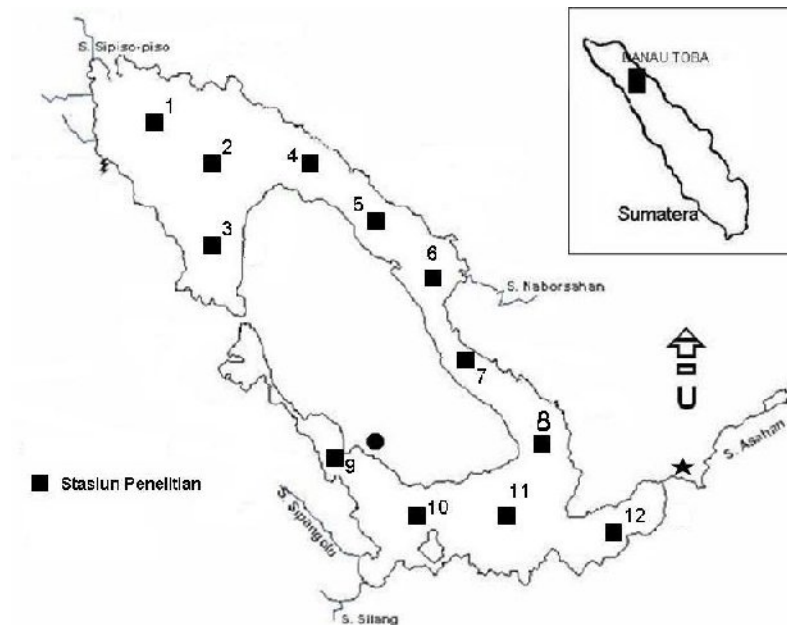 S. Sipiso-piso
DANAU TOBA
Sumatera
1
2
3
4
5
6
S. Naborsahan
7
8
U
S. Asahan
9
Stasiun Penelitian
S. Sipangolu
10
11
12
S. Silang